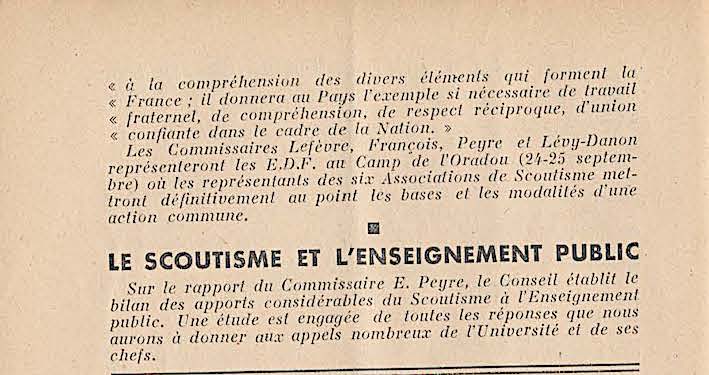 « à la compréhension des divers éléments qui forment la
« France ; il donnera au Pays l'exemple si nécessaire de travail
« fraternel, de compréhension, de respect réciproque, d'union
« confiante dans le cadre de la Nation. »
Les Commissaires Lefèvre, François, Peyre et Lévy-Danon
représenteront les E.D.F. au Camp de l'Oradou (24-25 septem-
bre) où les représentants des six Associations de Scoutisme met-
tront définitivement au point les bases et les modalités d'une
action commune.
LE SCOUTISME ET L'ENSEIGNEMENT PUBLIC
Sur le rapport du Commissaire E. Peyre, le Conseil établit le
bilan des apports considérables du Scoutisme à l'Enseignement
public. Une étude est engagée de toutes les réponses que nous
aurons à donner aux appels nombreux de l'Université et de ses
chefs.